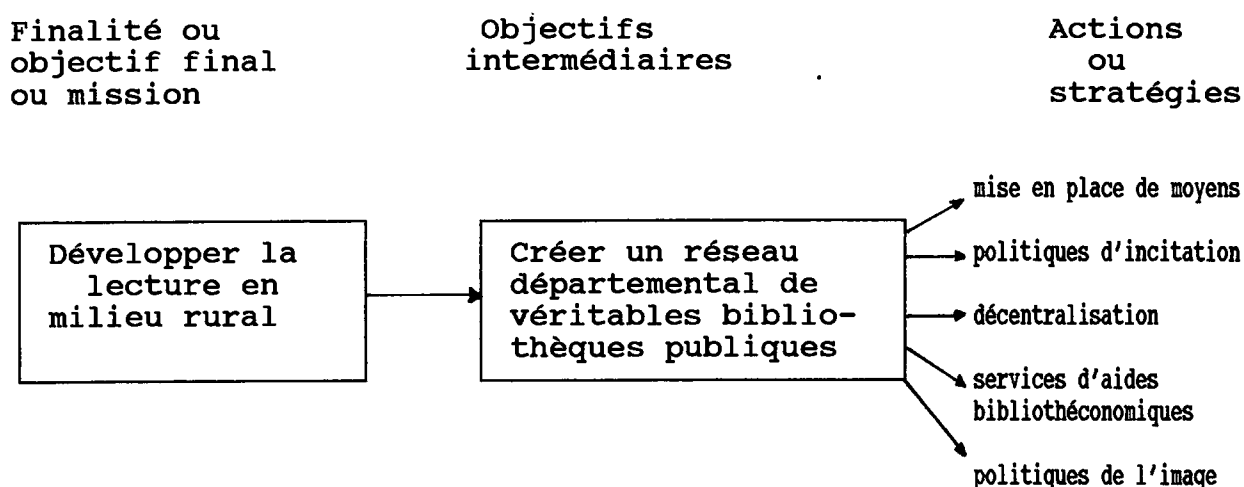 Finalité ou
objectif final
ou mission
Objectifs
intermédiaires
Actions
ou
stratégies
Développer la
lecture en
milieu rural
Créer un réseau
départemental de
véritables biblio-
thèques publiques
mise en place de moyens
politiques d'incitation
décentralisation
services d'aides
bibliothéconomiques
politiques de l'image